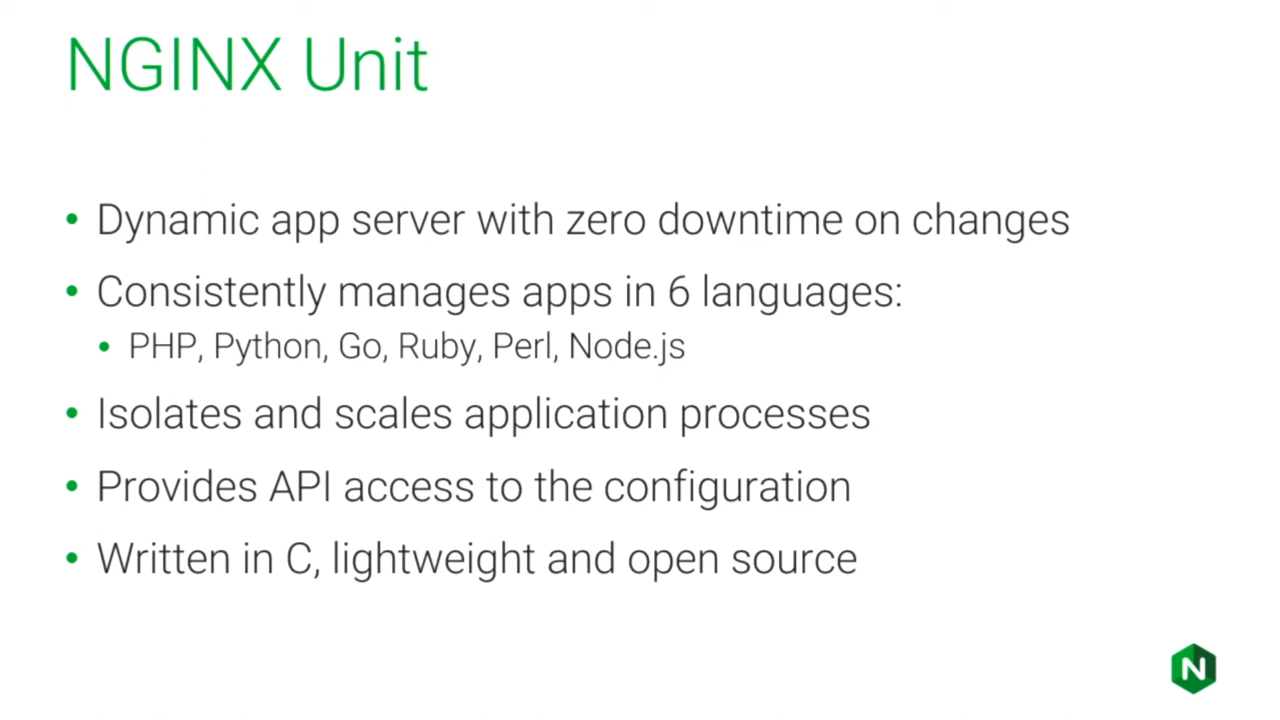 NGINX Unit
• Dynamic app server with zero downtime on changes
• Consistently manages apps in 6 languages:
• PHP, Python, Go, Ruby, Perl, Node.js
• Isolates and scales application processes
• Provides API access to the configuration
• Written in C, lightweight and open source
N